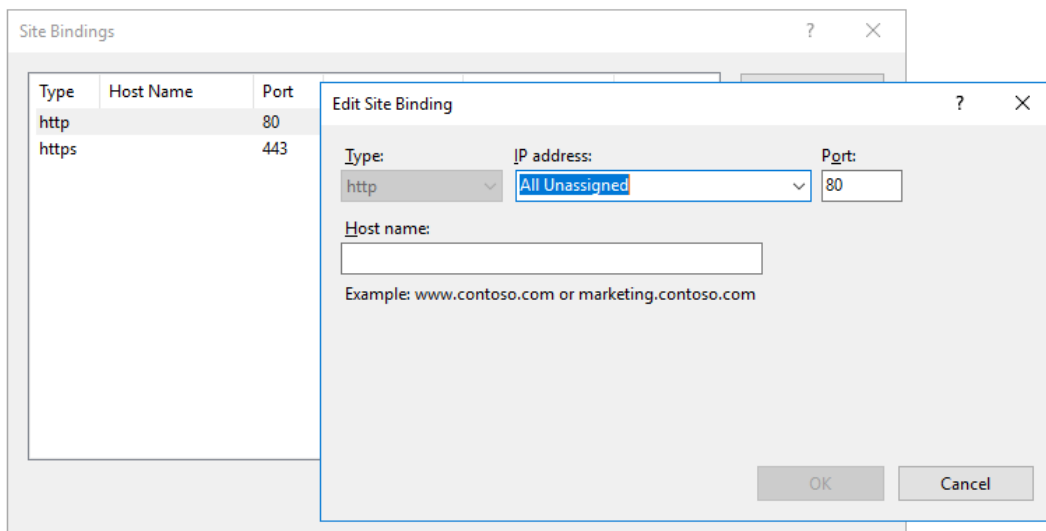 Site Bindings
Type Host Name Port
http 80
https 443
Edit Site Binding
Type: IP address: Port:
http All Unassigned 80
Host name:
Example: www.contoso.com or marketing.contoso.com
OK Cancel